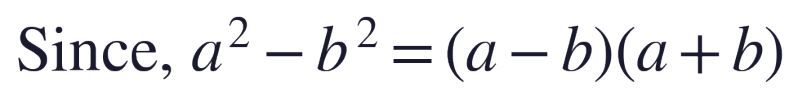 Since, a² − b² = (a − b)(a + b)